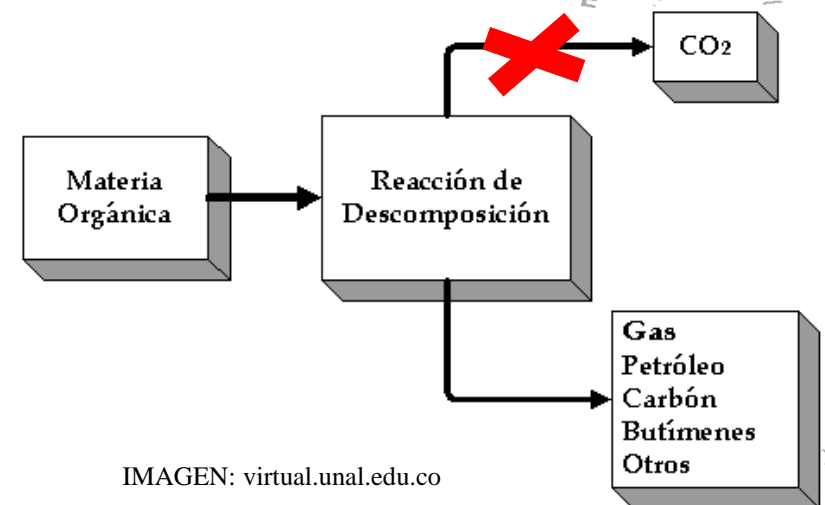 CO2
Materia
Orgánica
Reacción de
Descomposición
Gas
Petróleo
Carbón
Butímenes
Otros
IMAGEN: virtual.unal.edu.co